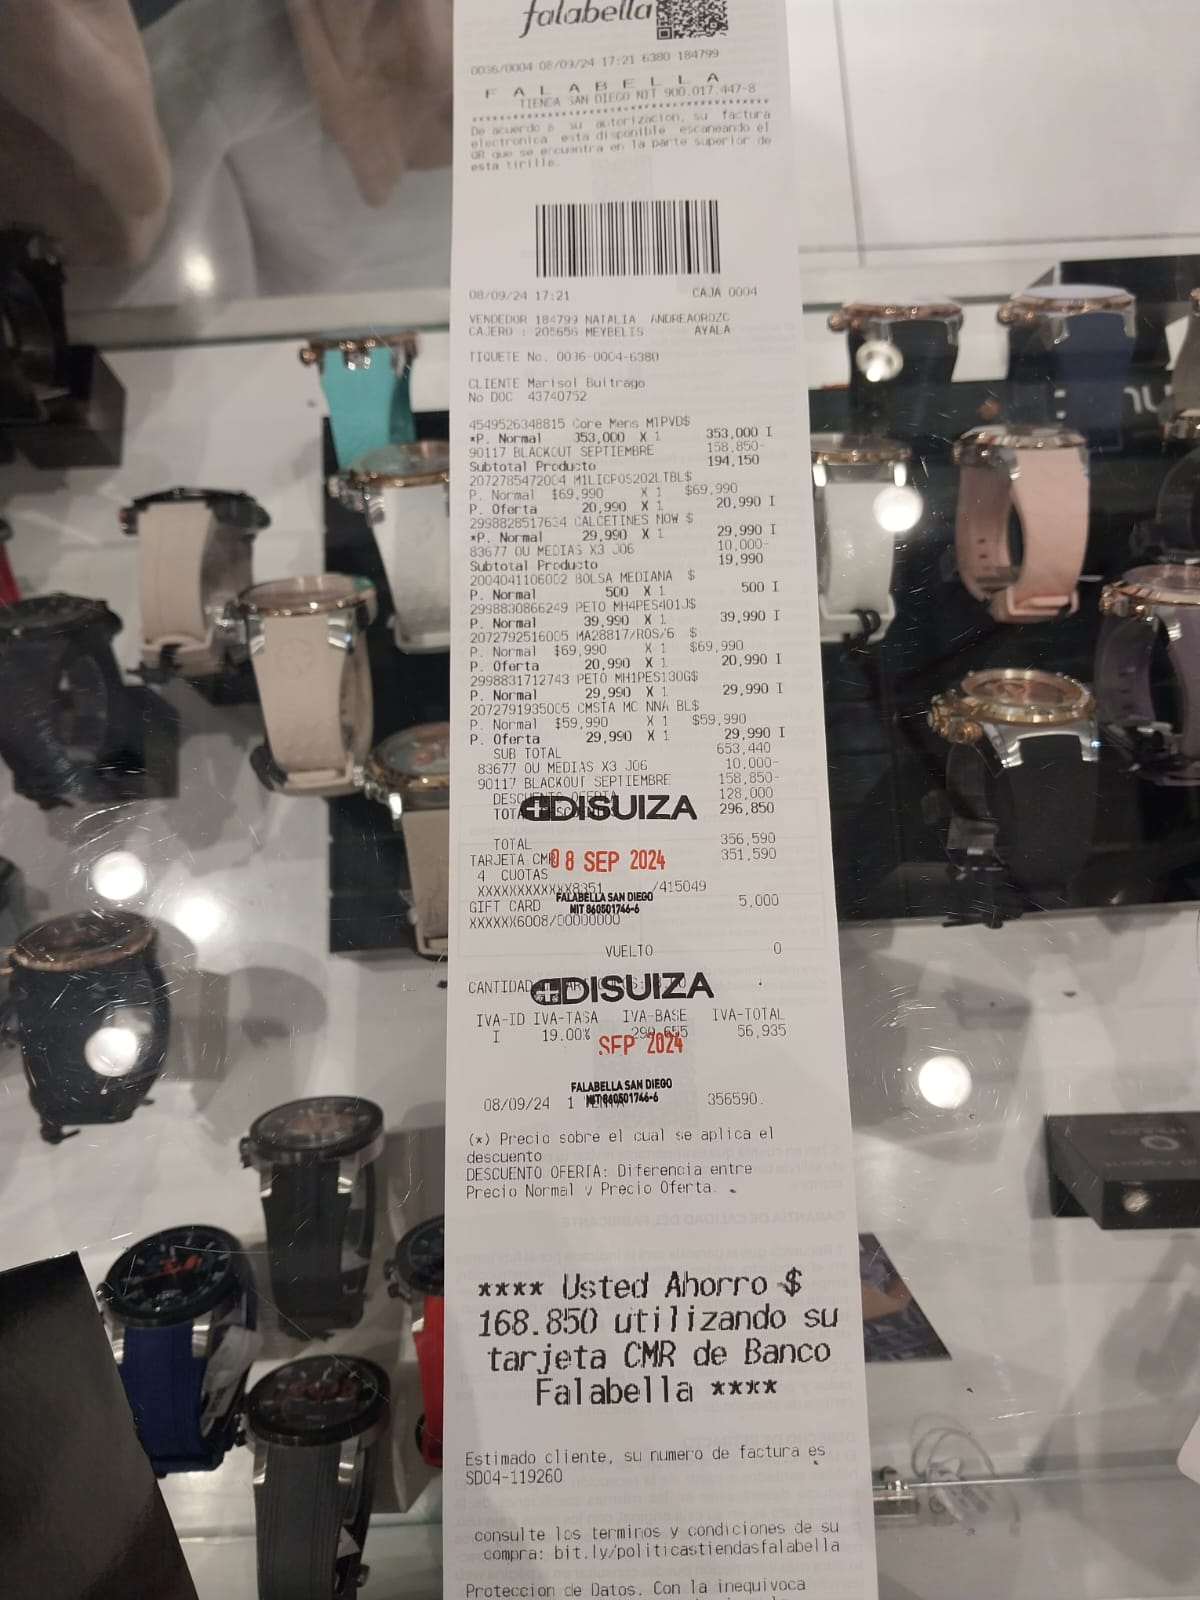 falabella
0036/0004 08/09/24 17:21 6380 184799
F A L A B E L L A
TIENDA SAN DIEGO NIT 900.017.447-8
****************************************
De acuerdo a su autorizacion, su factura
electronica esta disponible escaneando el
QR que se encuentra en la parte superior de
esta tirilla.
08/09/24 17:21 CAJA 0004
VENDEDOR 184799 NATALIA ANDREAOROZC
CAJERO : 205656 MEYBELIS AYALA
TIQUETE No. 0036-0004-6380
CLIENTE Marisol Buitrago
No DOC 43740752
4549526348815 Core Mens MTPVD$
*P. Normal 353,000 X 1 353,000 I
90117 BLACKOUT SEPTIEMBRE 158,850-
Subtotal Producto 194,150
2072785472004 M1LICPOS202LTBL$
P. Normal $69,990 X 1 $69,990
P. Oferta 20,990 X 1 20,990 I
2998828517634 CALCETINES NOW $
*P. Normal 29,990 X 1 29,990 I
83677 OU MEDIAS X3 J06 10,000-
Subtotal Producto 19,990
2004041106002 BOLSA MEDIANA $
P. Normal 500 X 1 500 I
2998830866249 PETO MH4PES401J$
P. Normal 39,990 X 1 39,990 I
2072792516005 MA28817/ROS/6 $
P. Normal $69,990 X 1 $69,990
P. Oferta 20,990 X 1 20,990 I
2998831712743 PETO MH1PES130G$
P. Normal 29,990 X 1 29,990 I
2072791935005 CMSTA MC NNA BL$
P. Normal $59,990 X 1 $59,990
P. Oferta 29,990 X 1 29,990 I
SUB TOTAL 653,440
83677 OU MEDIAS X3 J06 10,000-
90117 BLACKOUT SEPTIEMBRE 158,850-
DESCUENTO OFERTA 128,000
TOTAL 296,850
DISUIZA
TOTAL 356,590
TARJETA CMR 351,590
08 SEP 2024
4 CUOTAS
XXXXXXXXXXXX8351 /415049
FALABELLA SAN DIEGO
GIFT CARD 5,000
NIT 860501746-6
XXXXXX6008/00000000
VUELTO 0
CANTIDAD
DISUIZA
IVA-ID IVA-TASA IVA-BASE IVA-TOTAL
I 19.00% 299,655 56,935
SEP 2024
FALABELLA SAN DIEGO
NIT 860501746-6
08/09/24 1 356590.
(*) Precio sobre el cual se aplica el
descuento
DESCUENTO OFERTA: Diferencia entre
Precio Normal y Precio Oferta.
**** Usted Ahorro $
168.850 utilizando su
tarjeta CMR de Banco
Falabella ****
Estimado cliente, su numero de factura es
SD04-119260
consulte los terminos y condiciones de su
compra: bit.ly/politicastiendasfalabella
Proteccion de Datos. Con la inequivoca